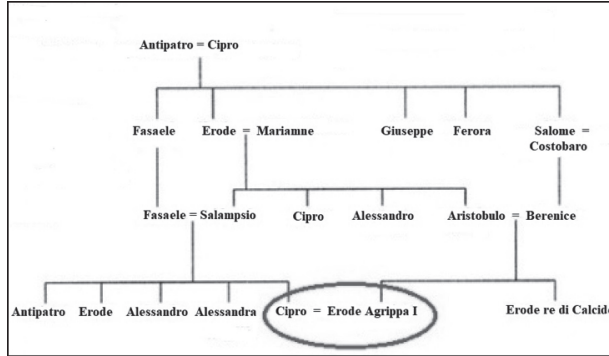 Antipatro = Cipro
Fasaele Erode = Mariamne Giuseppe Ferora Salome =
Costobaro
Fasaele = Salampsio Cipro Alessandro Aristobulo = Berenice
Antipatro Erode Alessandro Alessandra Cipro = Erode Agrippa I Erode re di Calcide